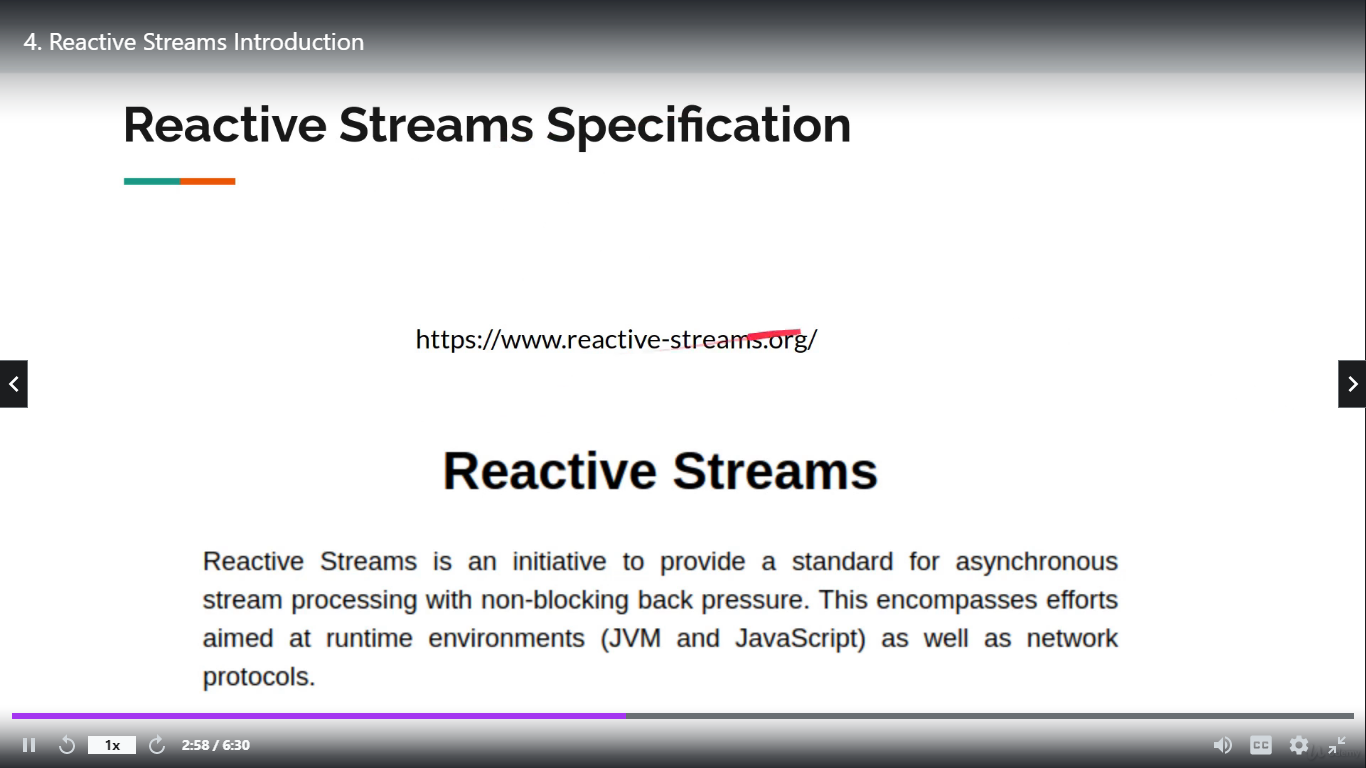 4. Reactive Streams Introduction
Reactive Streams Specification
https://www.reactive-streams.org/
Reactive Streams
Reactive Streams is an initiative to provide a standard for asynchronous
stream processing with non-blocking back pressure. This encompasses efforts
aimed at runtime environments (JVM and JavaScript) as well as network
protocols.
1x
2:58 / 6:30
CC